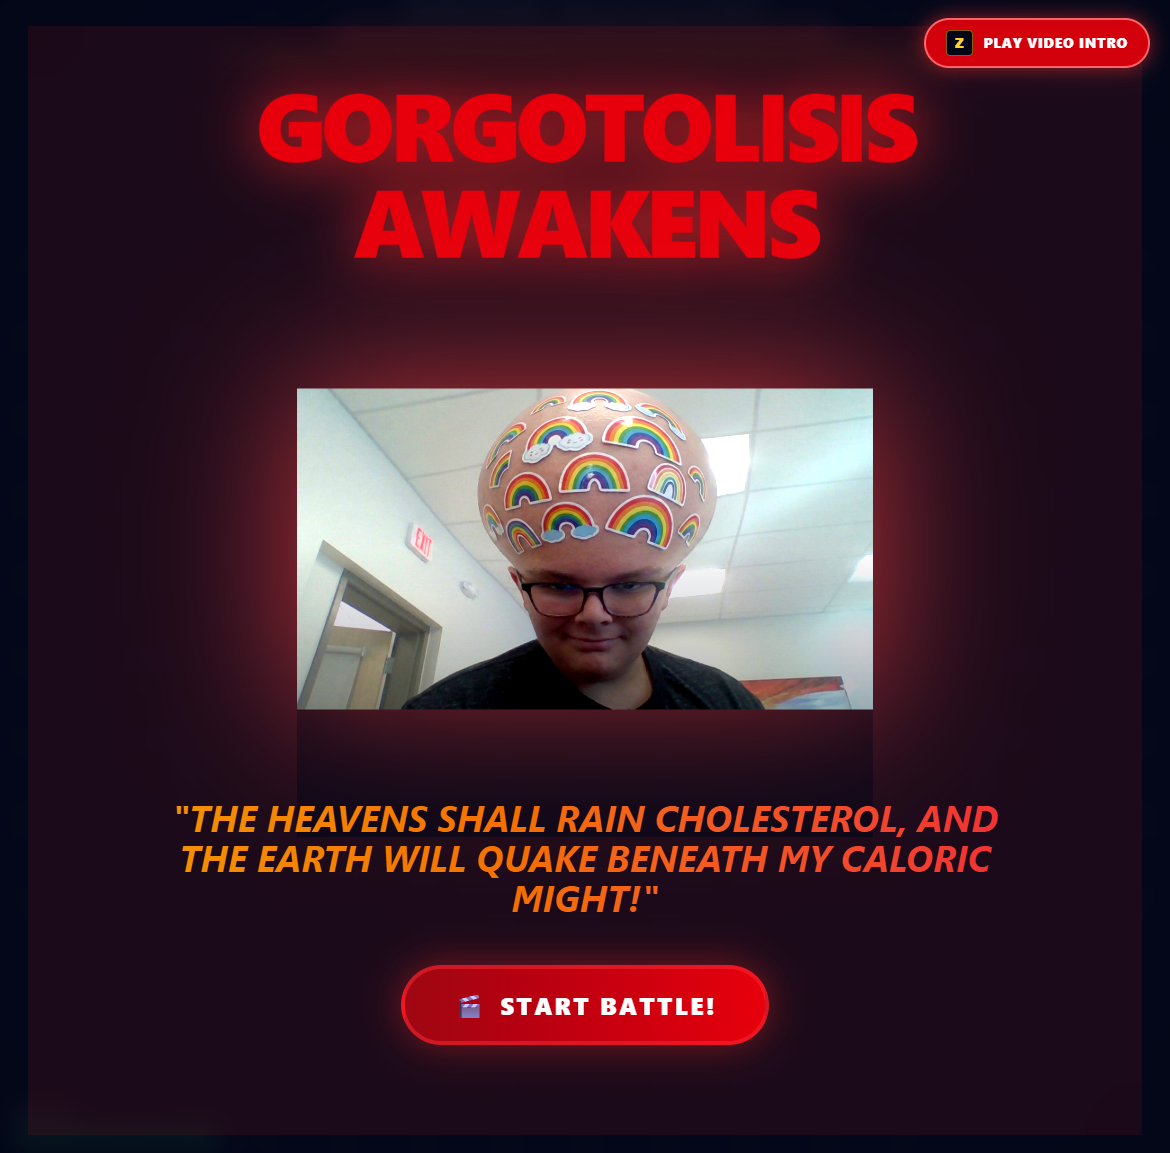 Z PLAY VIDEO INTRO
GORGOTOLISIS
AWAKENS
EXIT
"THE HEAVENS SHALL RAIN CHOLESTEROL, AND
THE EARTH WILL QUAKE BENEATH MY CALORIC
MIGHT!"
START BATTLE!